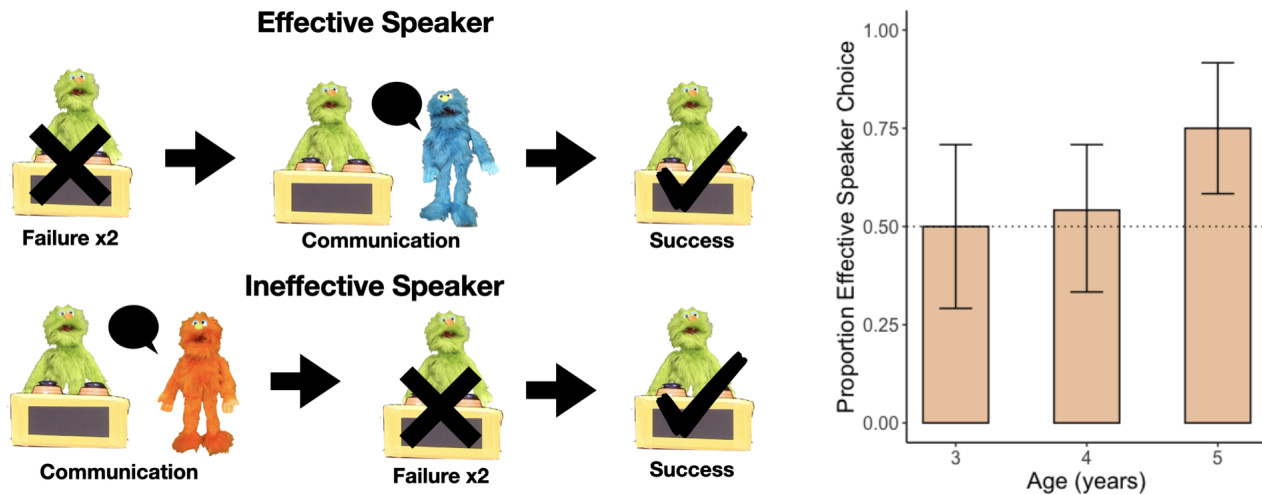 Effective Speaker
Failure x2
Communication
Success
Ineffective Speaker
Communication
Failure x2
Success
Proportion Effective Speaker Choice
1.00
0.75
0.50
0.25
0.00
3
4
5
Age (years)